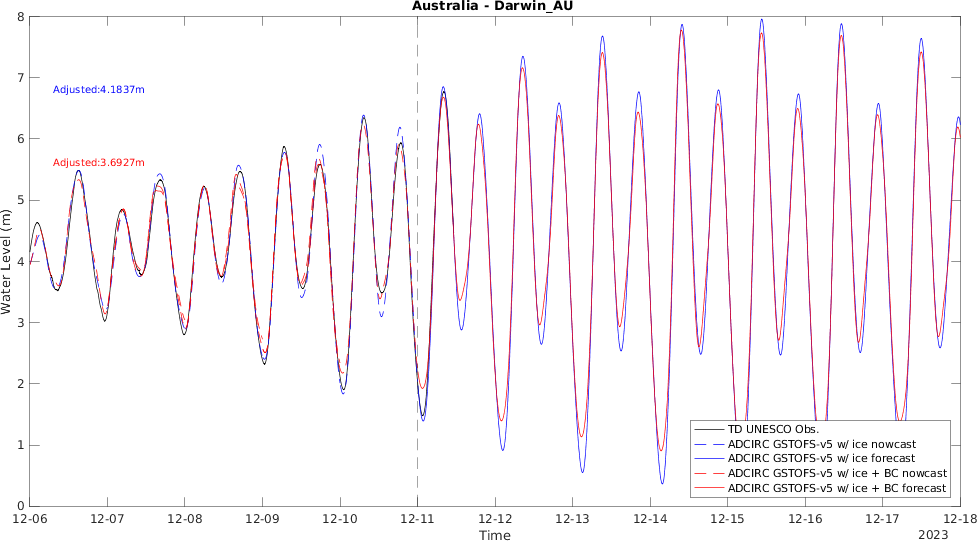 Australia - Darwin_AU
8
7
Adjusted:4.1837m
6
Adjusted:3.6927m
5
4
3
2
1
0
Water Level (m)
TD UNESCO Obs.
ADCIRC GSTOFS-v5 w/ ice nowcast
ADCIRC GSTOFS-v5 w/ ice forecast
ADCIRC GSTOFS-v5 w/ ice + BC nowcast
ADCIRC GSTOFS-v5 w/ ice + BC forecast
12-06 12-07 12-08 12-09 12-10 12-11 12-12 12-13 12-14 12-15 12-16 12-17 12-18
Time
2023